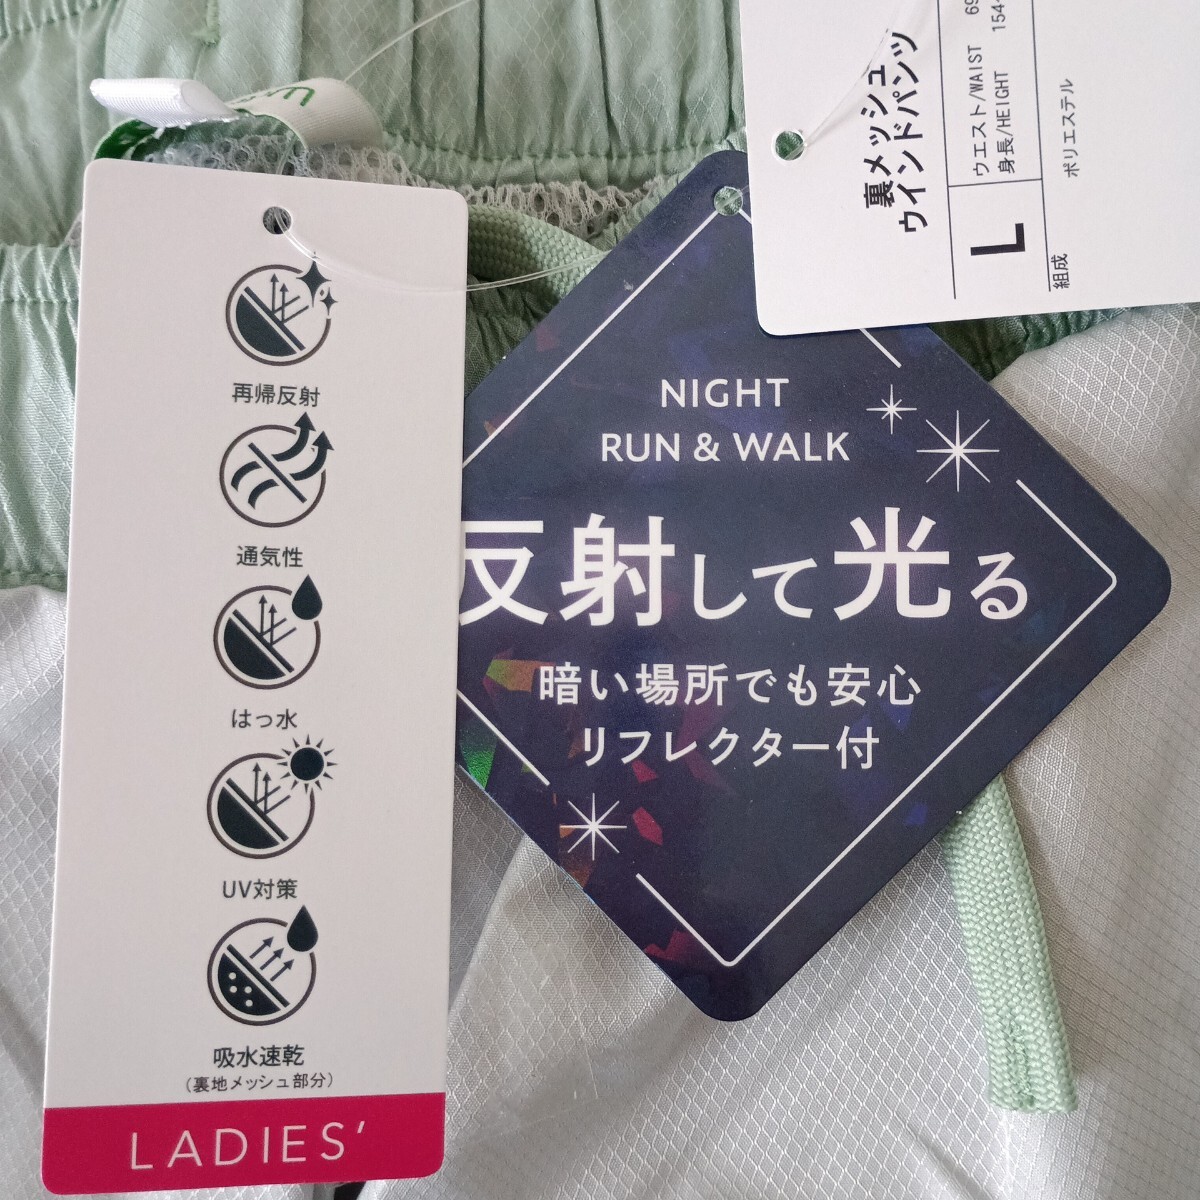 再帰反射
通気性
はっ水
UV対策
吸水速乾
(裏地メッシュ部分)
LADIES'
NIGHT
RUN & WALK
反射して光る
暗い場所でも安心
リフレクター付
裏メッシュ
ウインドパンツ
L
ウエスト/WAIST 69
身長/HEIGHT 154-
組成
ポリエステル